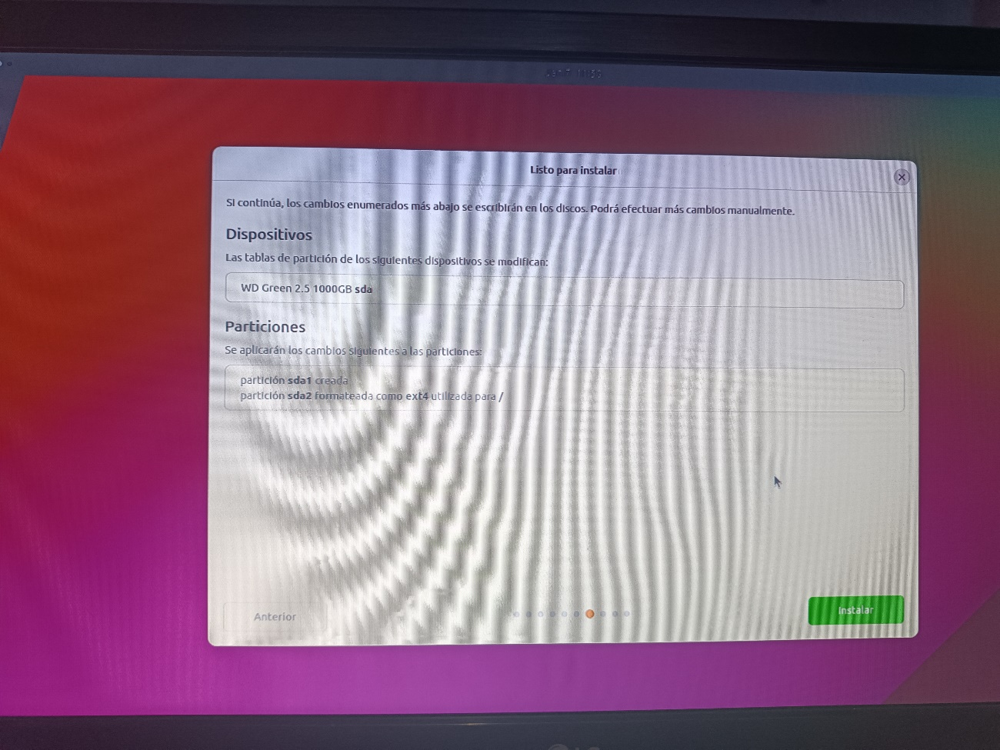 Listo para instalar
Si continúa, los cambios enumerados más abajo se escribirán en los discos. Podrá efectuar más cambios manualmente.
Dispositivos
Las tablas de partición de los siguientes dispositivos se modifican:
WD Green 2.5 1000GB sda
Particiones
Se aplicarán los cambios siguientes a las particiones:
partición sda1 creada
partición sda2 formateada como ext4 utilizada para /
Anterior
Instalar